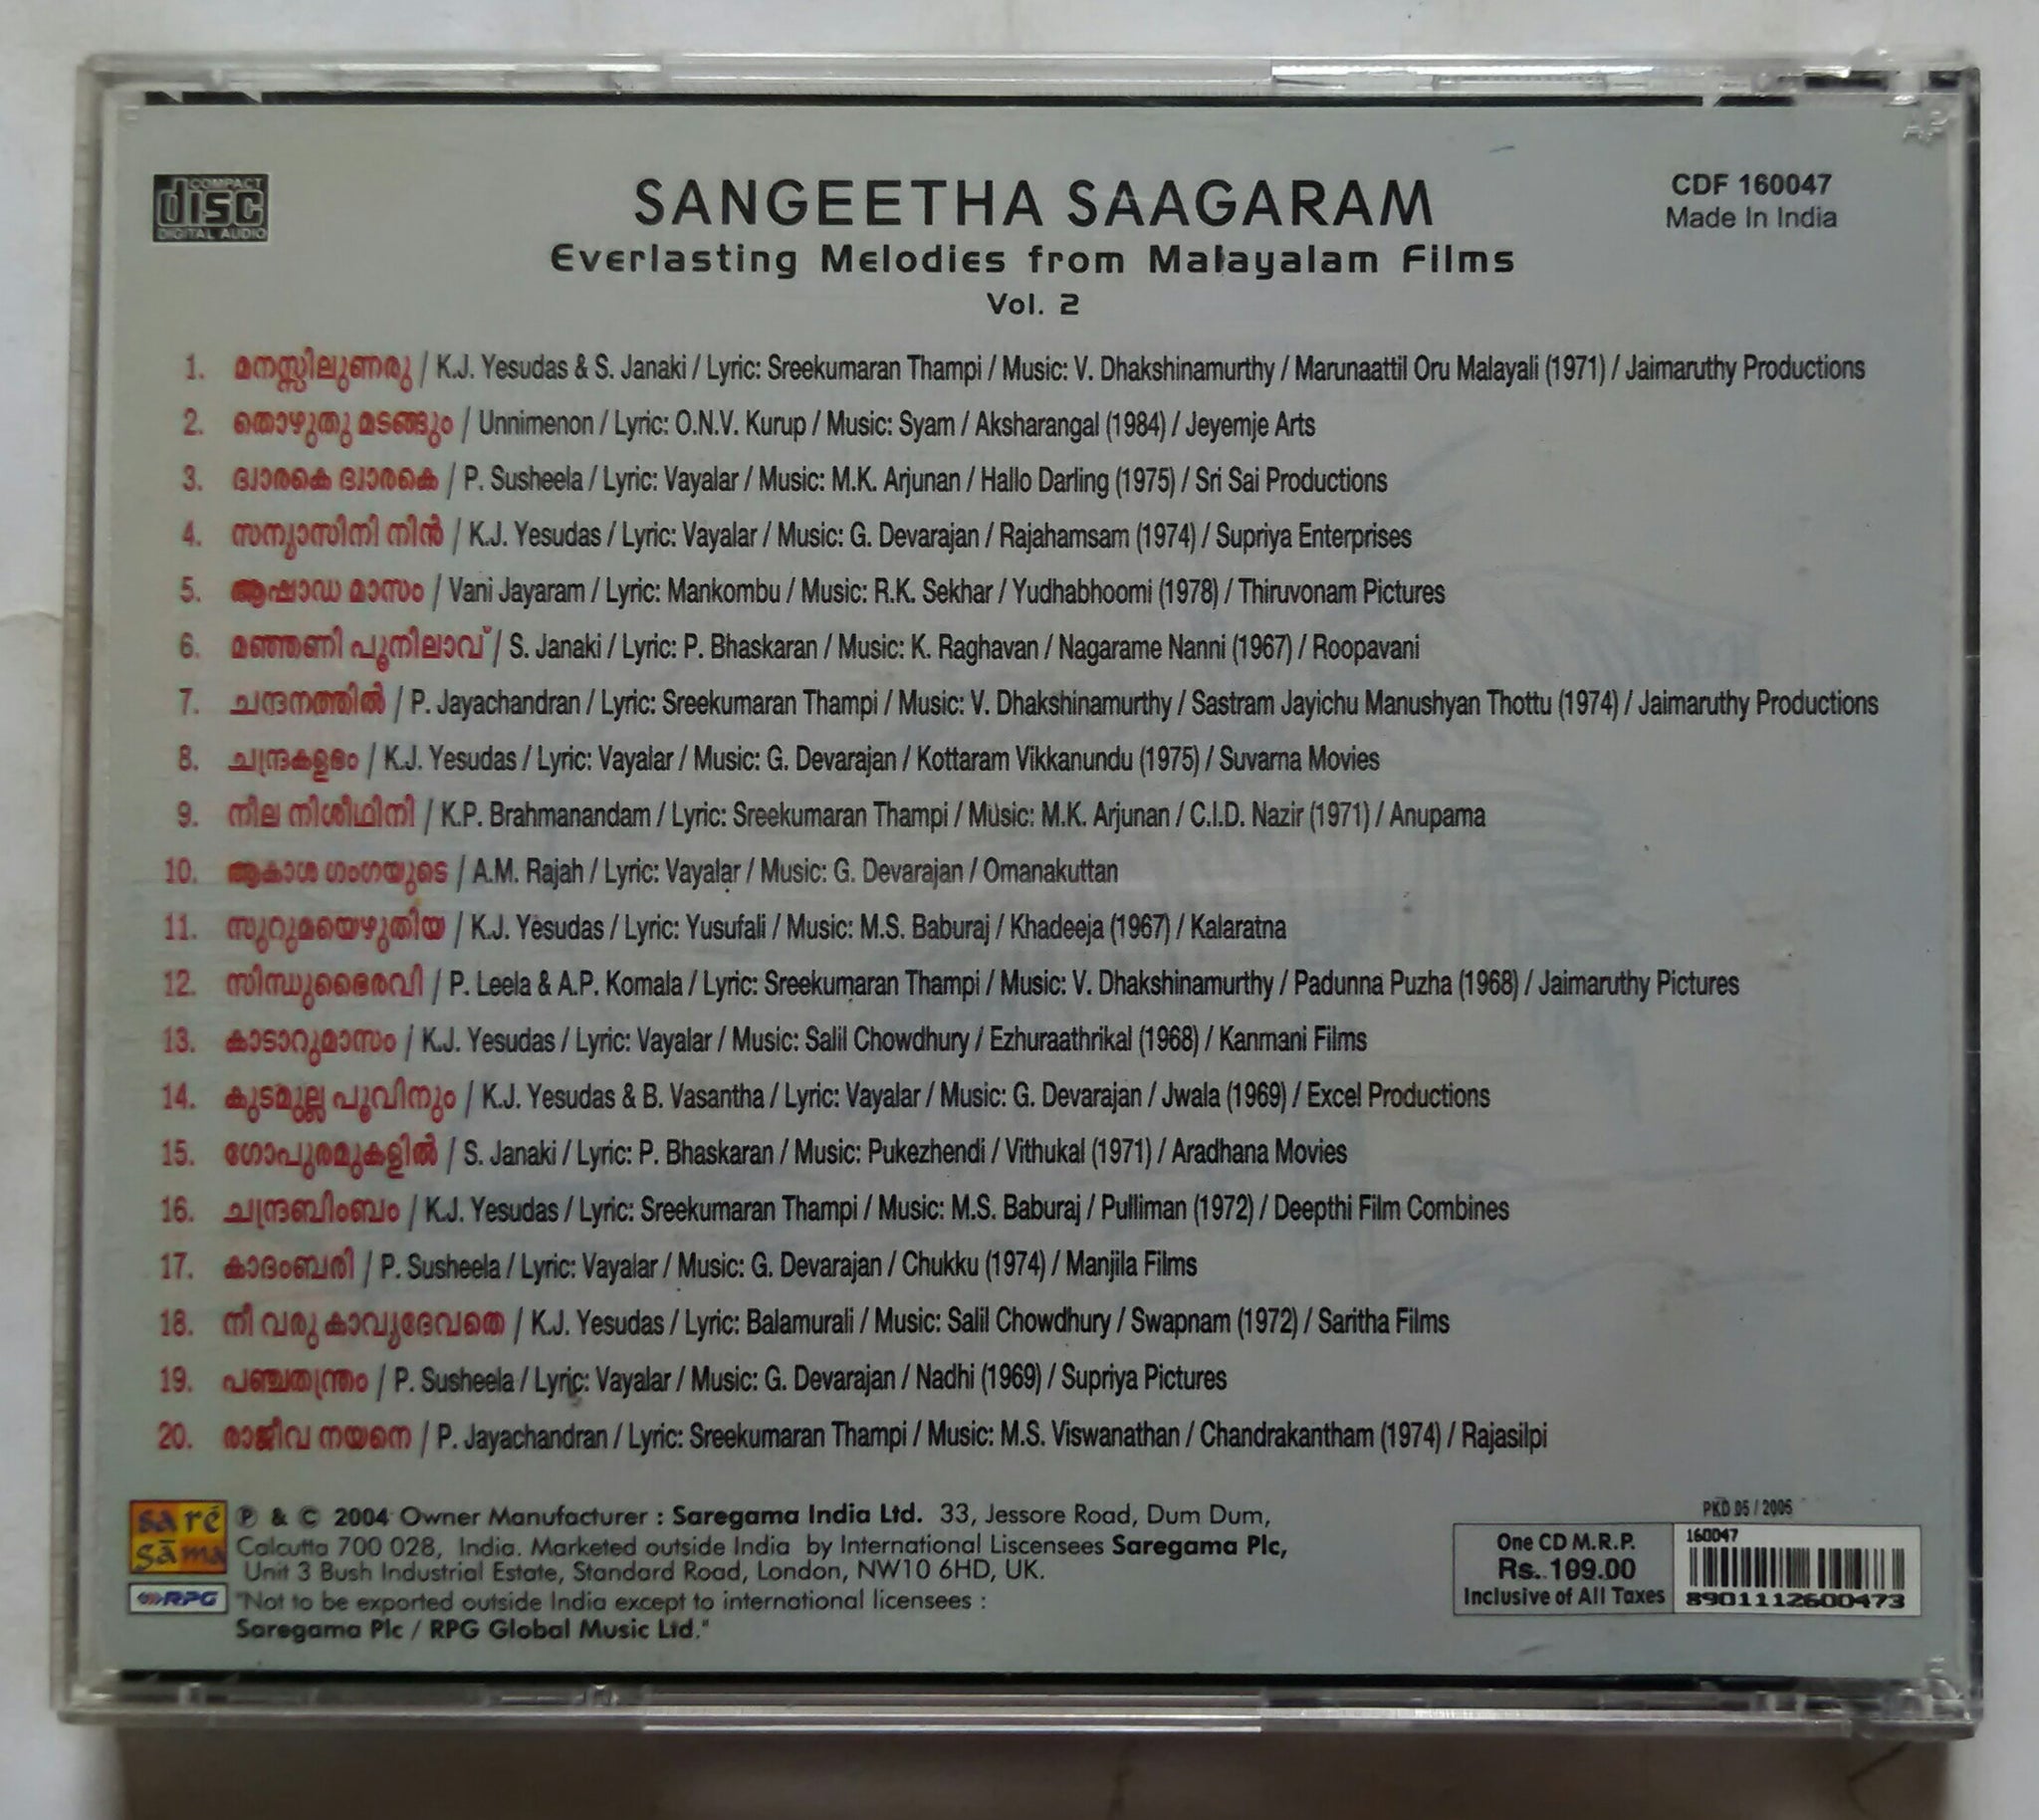 COMPACT
disc
DIGITAL AUDIO
SANGEETHA SAAGARAM
CDF 160047
Made In India
Everlasting Melodies from Malayalam Films
Vol. 2
1. മനസ്സിലുണരു / K.J. Yesudas & S. Janaki / Lyric: Sreekumaran Thampi / Music: V. Dhakshinamurthy / Marunaattil Oru Malayali (1971) / Jaimaruthy Productions
2. തൊഴുതു മടങ്ങും / Unnimenon / Lyric: O.N.V. Kurup / Music: Syam / Aksharangal (1984) / Jeyemje Arts
3. ദ്വാരകെ ദ്വാരകെ / P. Susheela / Lyric: Vayalar / Music: M.K. Arjunan / Hallo Darling (1975) / Sri Sai Productions
4. സന്യാസിനി നിൻ / K.J. Yesudas / Lyric: Vayalar / Music: G. Devarajan / Rajahamsam (1974) / Supriya Enterprises
5. ആഷാഡ മാസം / Vani Jayaram / Lyric: Mankombu / Music: R.K. Sekhar / Yudhabhoomi (1978) / Thiruvonam Pictures
6. മഞ്ഞണി പൂനിലാവ് / S. Janaki / Lyric: P. Bhaskaran / Music: K. Raghavan / Nagarame Nanni (1967) / Roopavani
7. ചന്ദനത്തിൽ / P. Jayachandran / Lyric: Sreekumaran Thampi / Music: V. Dhakshinamurthy / Sastram Jayichu Manushyan Thottu (1974) / Jaimaruthy Productions
8. ചന്ദ്രകളഭം / K.J. Yesudas / Lyric: Vayalar / Music: G. Devarajan / Kottaram Vikkanundu (1975) / Suvarna Movies
9. നില നിശീഥിനി / K.P. Brahmanandam / Lyric: Sreekumaran Thampi / Music: M.K. Arjunan / C.I.D. Nazir (1971) / Anupama
10. ആകാശ ഗംഗയുടെ / A.M. Rajah / Lyric: Vayalar / Music: G. Devarajan / Omanakuttan
11. സുറുമയെഴുതിയ / K.J. Yesudas / Lyric: Yusufali / Music: M.S. Baburaj / Khadeeja (1967) / Kalaratna
12. സിന്ധുഭൈരവി / P. Leela & A.P. Komala / Lyric: Sreekumaran Thampi / Music: V. Dhakshinamurthy / Padunna Puzha (1968) / Jaimaruthy Pictures
13. കാടാറുമാസം / K.J. Yesudas / Lyric: Vayalar / Music: Salil Chowdhury / Ezhuraathrikal (1968) / Kanmani Films
14. കുടമുല്ല പൂവിനും / K.J. Yesudas & B. Vasantha / Lyric: Vayalar / Music: G. Devarajan / Jwala (1969) / Excel Productions
15. ഗോപുരമുകളിൽ / S. Janaki / Lyric: P. Bhaskaran / Music: Pukezhendi / Vithukal (1971) / Aradhana Movies
16. ചന്ദ്രബിംബം / K.J. Yesudas / Lyric: Sreekumaran Thampi / Music: M.S. Baburaj / Pulliman (1972) / Deepthi Film Combines
17. കാദംബരി / P. Susheela / Lyric: Vayalar / Music: G. Devarajan / Chukku (1974) / Manjila Films
18. നീ വരു കാവ്യദേവതെ / K.J. Yesudas / Lyric: Balamurali / Music: Salil Chowdhury / Swapnam (1972) / Saritha Films
19. പഞ്ചതന്ത്രം / P. Susheela / Lyric: Vayalar / Music: G. Devarajan / Nadhi (1969) / Supriya Pictures
20. രാജീവ നയനെ / P. Jayachandran / Lyric: Sreekumaran Thampi / Music: M.S. Viswanathan / Chandrakantham (1974) / Rajasilpi
sa ré
gā ma
RPG
℗ & © 2004 Owner Manufacturer : Saregama India Ltd. 33, Jessore Road, Dum Dum,
Calcutta 700 028, India. Marketed outside India by International Liscensees Saregama Plc,
Unit 3 Bush Industrial Estate, Standard Road, London, NW10 6HD, UK.
"Not to be exported outside India except to international licensees :
Saregama Plc / RPG Global Music Ltd."
PKD 05 / 2005
One CD M.R.P.
Rs. 109.00
Inclusive of All Taxes
160047
8901112600473